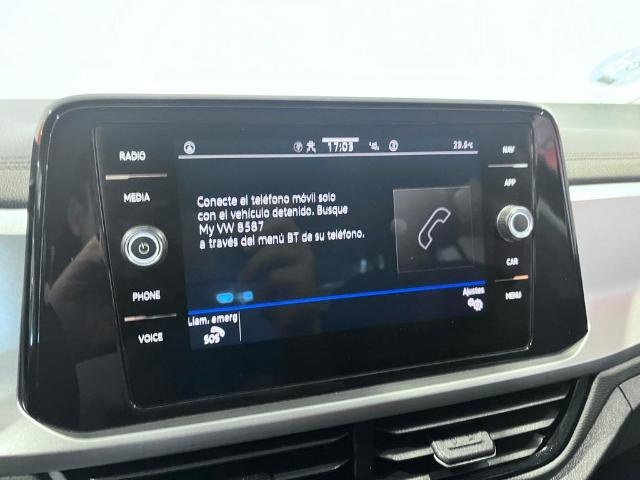 RADIO
MEDIA
PHONE
VOICE
17:03
23.5°C
Conecte el teléfono móvil solo
con el vehículo detenido. Busque
My VW 8587
a través del menú BT de su teléfono.
Ajustes
Llam. emerg
SOS
NAV
APP
CAR
MENU